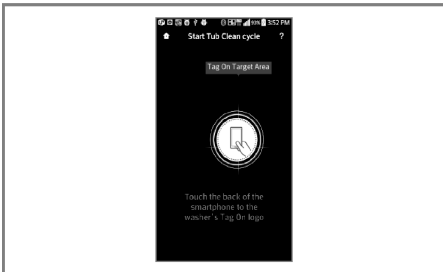 3:52 PM
Start Tub Clean cycle ?
Tag On Target Area
Touch the back of the
smartphone to the
washer's Tag On logo